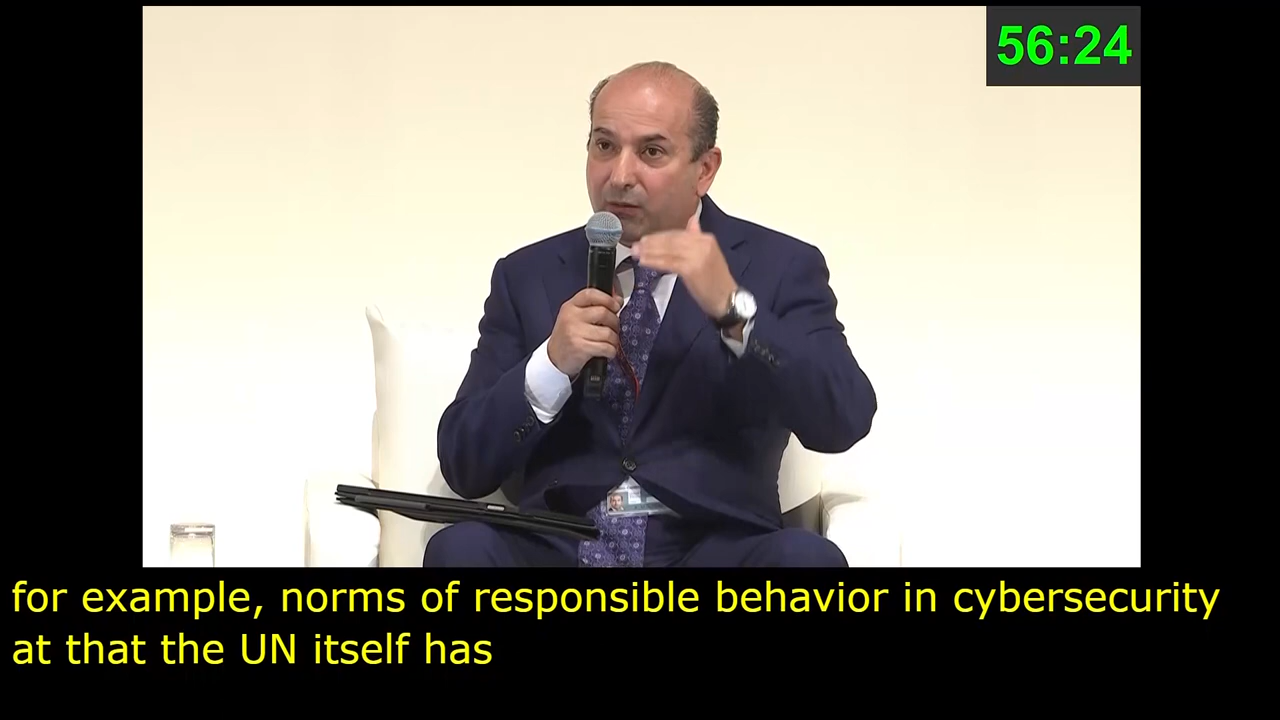 56:24
for example, norms of responsible behavior in cybersecurity
at that the UN itself has